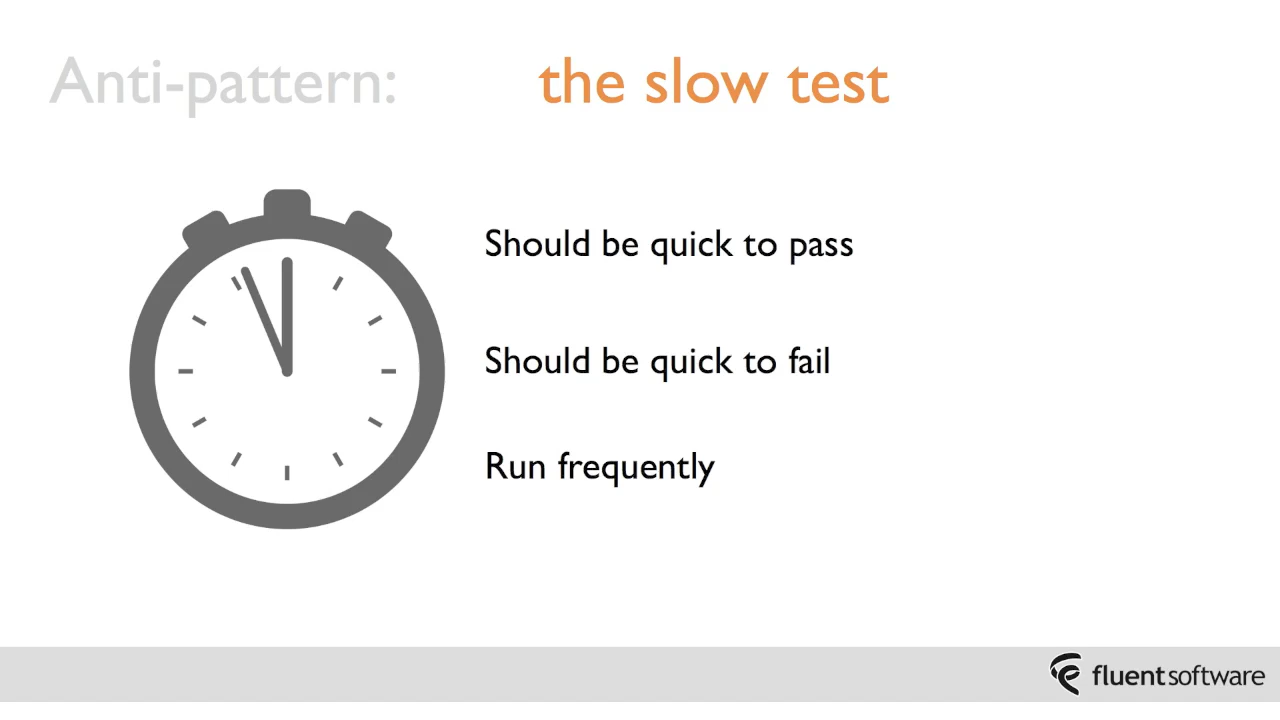 Anti-pattern: the slow test
Should be quick to pass
Should be quick to fail
Run frequently
fluentsoftware